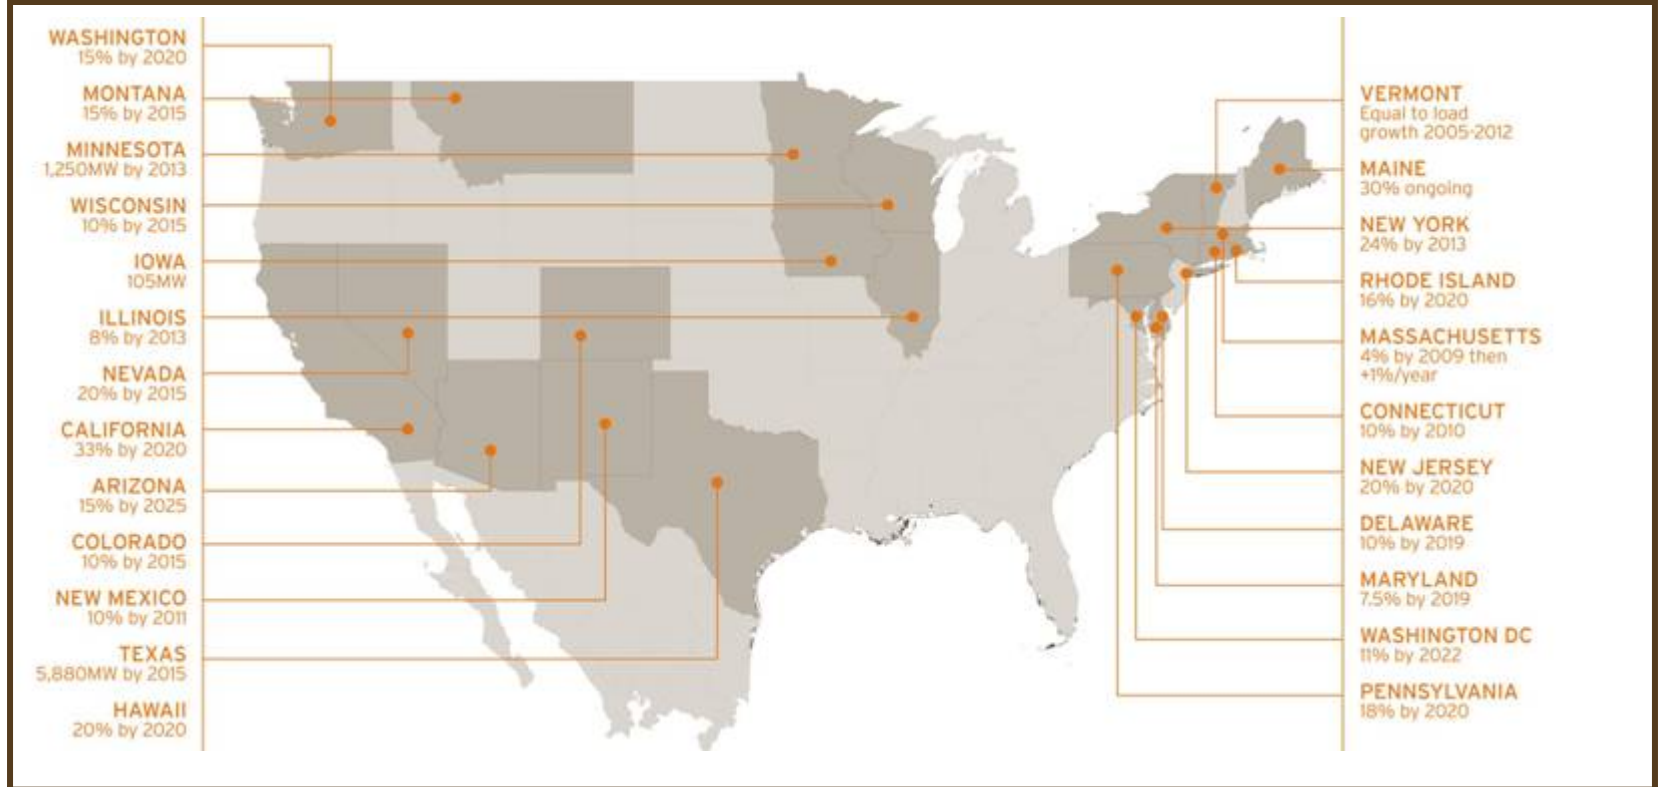 WASHINGTON
15% by 2020
MONTANA
15% by 2015
MINNESOTA
1,250MW by 2013
WISCONSIN
10% by 2015
IOWA
105MW
ILLINOIS
8% by 2013
NEVADA
20% by 2015
CALIFORNIA
33% by 2020
ARIZONA
15% by 2025
COLORADO
10% by 2015
NEW MEXICO
10% by 2011
TEXAS
5,880MW by 2015
HAWAII
20% by 2020
VERMONT
Equal to load
growth 2005-2012
MAINE
30% ongoing
NEW YORK
24% by 2013
RHODE ISLAND
16% by 2020
MASSACHUSETTS
4% by 2009 then
+1%/year
CONNECTICUT
10% by 2010
NEW JERSEY
20% by 2020
DELAWARE
10% by 2019
MARYLAND
7.5% by 2019
WASHINGTON DC
11% by 2022
PENNSYLVANIA
18% by 2020